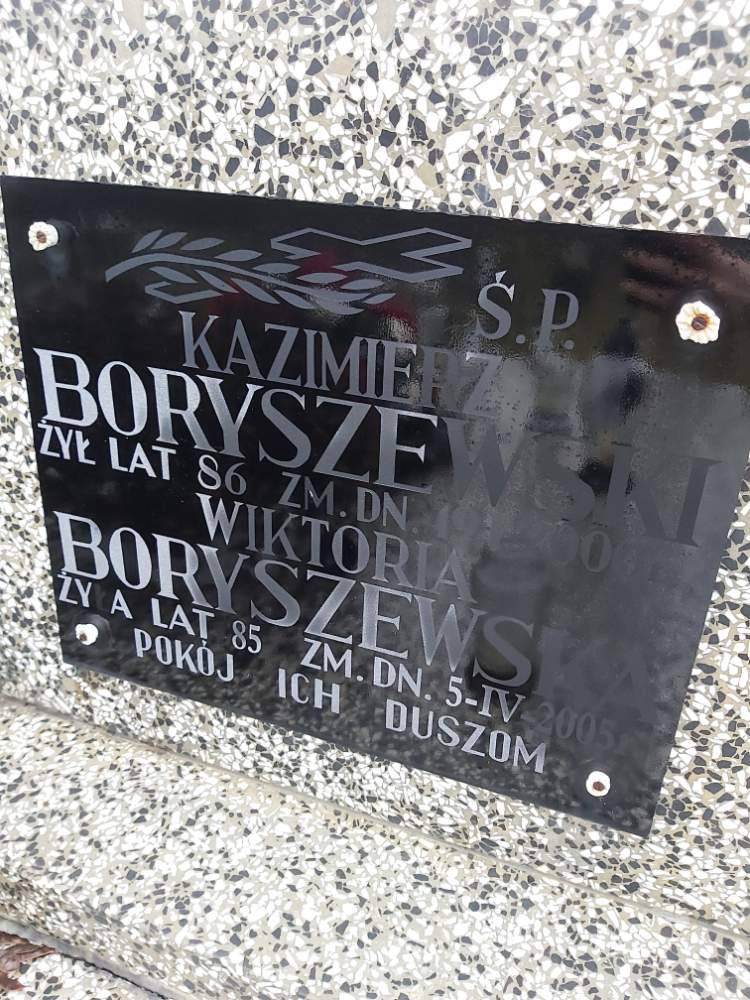 Ś.P.
KAZIMIERZ
BORYSZEWSKI
ŻYŁ LAT 86 ZM. DN.
WIKTORIA
BORYSZEWSKA
ŻY A LAT 85 ZM. DN. 5-IV-2005
POKÓJ ICH DUSZOM